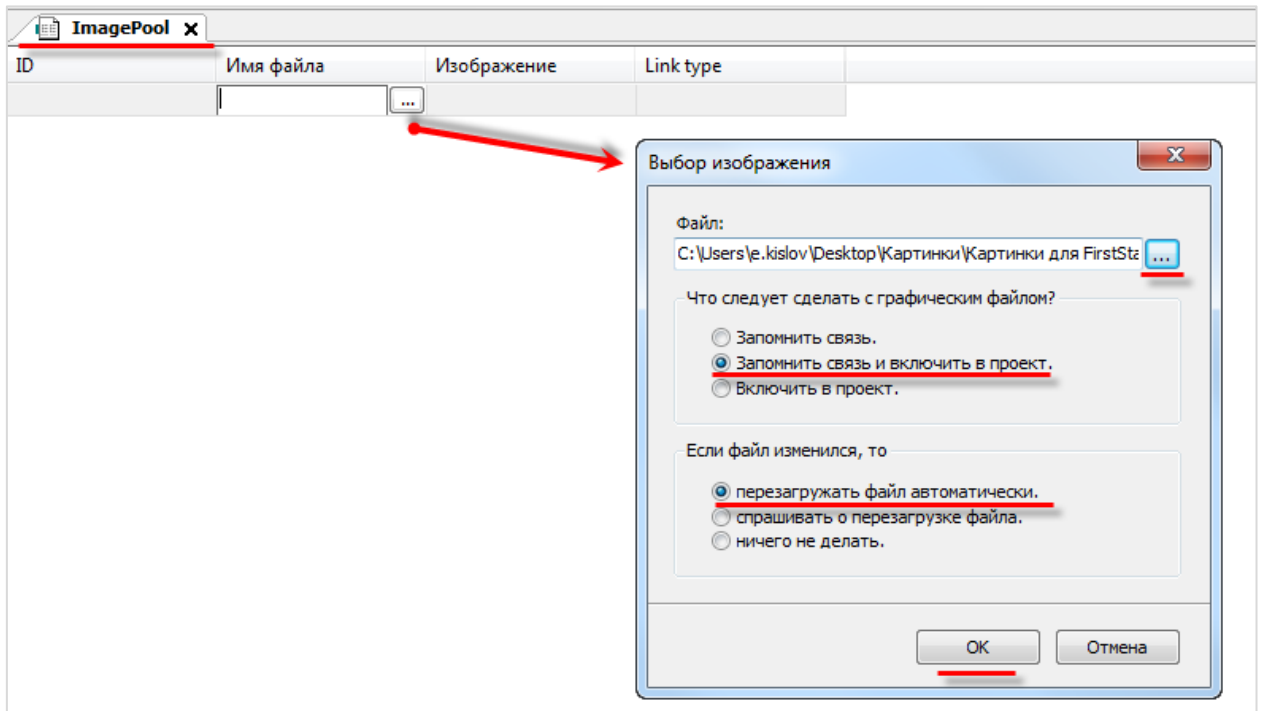 ImagePool x
ID Имя файла Изображение Link type
...
Выбор изображения
Файл:
C:\Users\e.kislov\Desktop\Картинки\Картинки для FirstSta ...
Что следует сделать с графическим файлом?
Запомнить связь.
Запомнить связь и включить в проект.
Включить в проект.
Если файл изменился, то
перезагружать файл автоматически.
спрашивать о перезагрузке файла.
ничего не делать.
OK Отмена